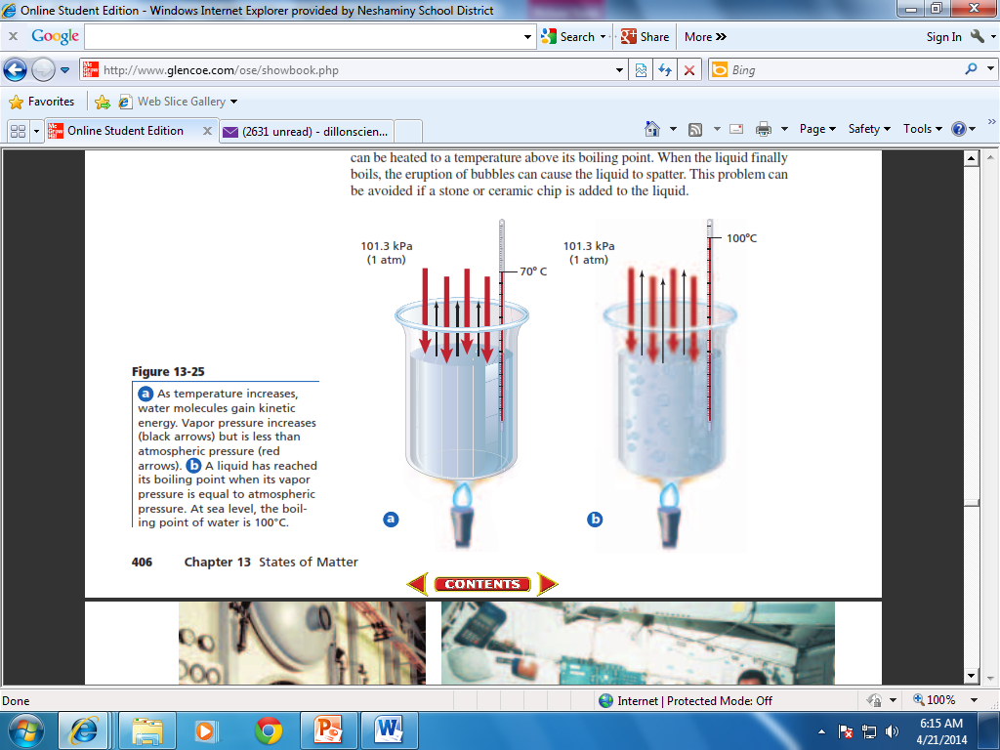 Online Student Edition - Windows Internet Explorer provided by Neshaminy School District
x Google Search Share More » Sign In
http://www.glencoe.com/ose/showbook.php Bing
Favorites Web Slice Gallery
Online Student Edition x (2631 unread) - dillonscien... Page Safety Tools »
can be heated to a temperature above its boiling point. When the liquid finally
boils, the eruption of bubbles can cause the liquid to spatter. This problem can
be avoided if a stone or ceramic chip is added to the liquid.
101.3 kPa
(1 atm)
70° C
101.3 kPa
(1 atm)
100°C
Figure 13-25
a As temperature increases,
water molecules gain kinetic
energy. Vapor pressure increases
(black arrows) but is less than
atmospheric pressure (red
arrows). b A liquid has reached
its boiling point when its vapor
pressure is equal to atmospheric
pressure. At sea level, the boil-
ing point of water is 100°C.
a
b
406 Chapter 13 States of Matter
CONTENTS
Done Internet | Protected Mode: Off 100%
6:15 AM
4/21/2014